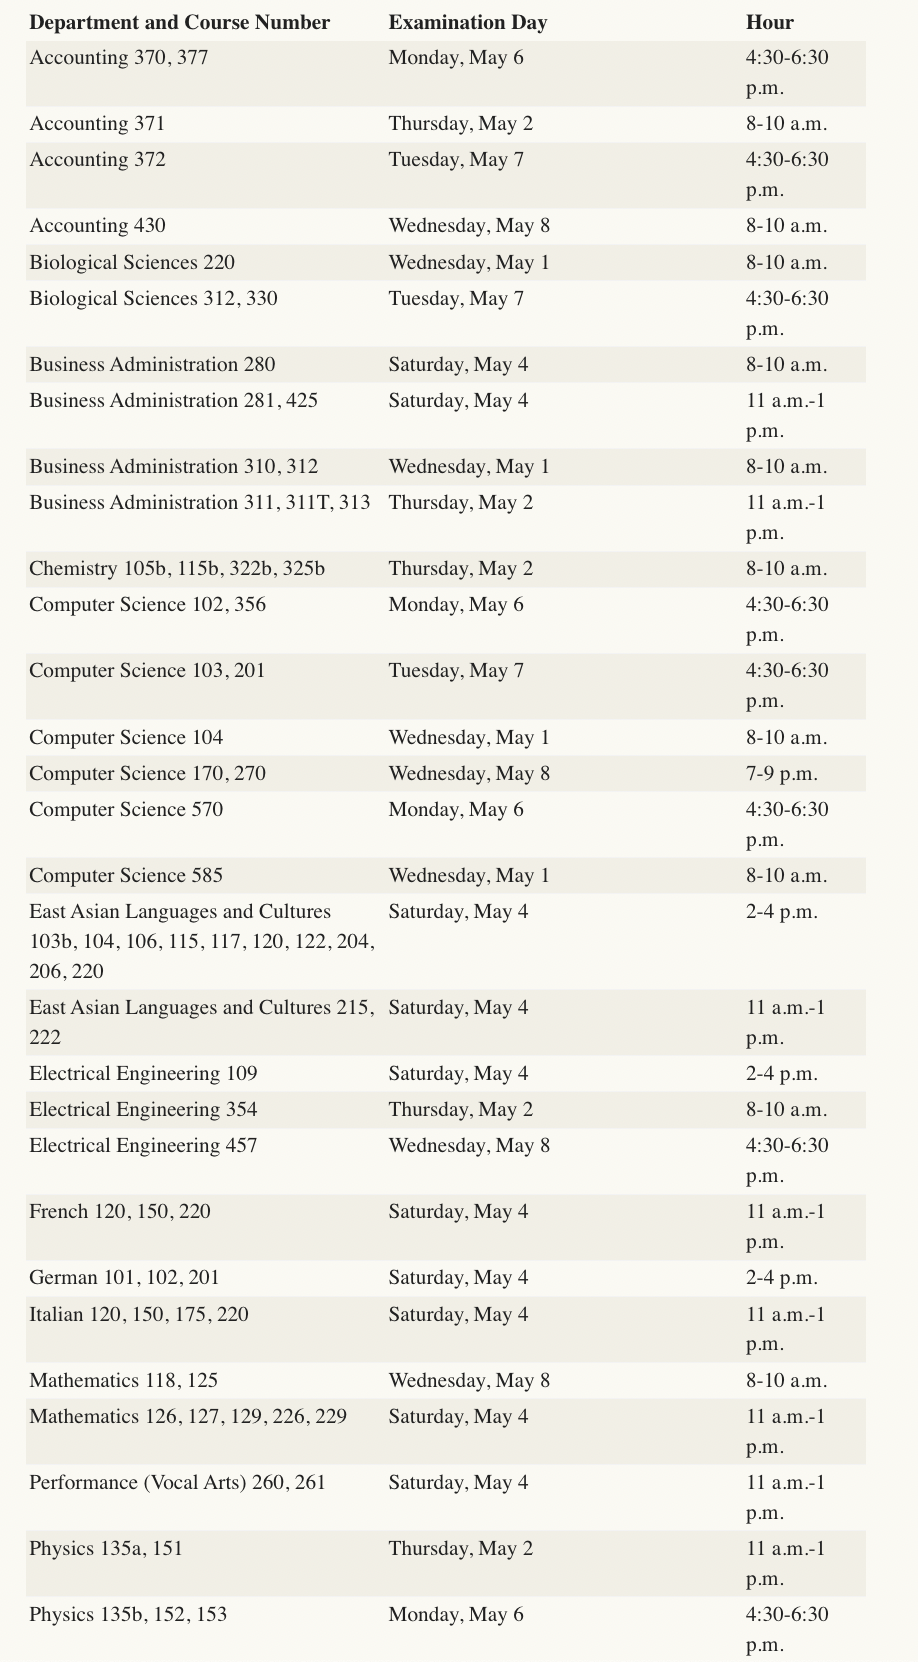 Department and Course Number Examination Day Hour
Accounting 370, 377 Monday, May 6 4:30-6:30
p.m.
Accounting 371 Thursday, May 2 8-10 a.m.
Accounting 372 Tuesday, May 7 4:30-6:30
p.m.
Accounting 430 Wednesday, May 8 8-10 a.m.
Biological Sciences 220 Wednesday, May 1 8-10 a.m.
Biological Sciences 312, 330 Tuesday, May 7 4:30-6:30
p.m.
Business Administration 280 Saturday, May 4 8-10 a.m.
Business Administration 281, 425 Saturday, May 4 11 a.m.-1
p.m.
Business Administration 310, 312 Wednesday, May 1 8-10 a.m.
Business Administration 311, 311T, 313 Thursday, May 2 11 a.m.-1
p.m.
Chemistry 105b, 115b, 322b, 325b Thursday, May 2 8-10 a.m.
Computer Science 102, 356 Monday, May 6 4:30-6:30
p.m.
Computer Science 103, 201 Tuesday, May 7 4:30-6:30
p.m.
Computer Science 104 Wednesday, May 1 8-10 a.m.
Computer Science 170, 270 Wednesday, May 8 7-9 p.m.
Computer Science 570 Monday, May 6 4:30-6:30
p.m.
Computer Science 585 Wednesday, May 1 8-10 a.m.
East Asian Languages and Cultures Saturday, May 4 2-4 p.m.
103b, 104, 106, 115, 117, 120, 122, 204,
206, 220
East Asian Languages and Cultures 215, Saturday, May 4 11 a.m.-1
222 p.m.
Electrical Engineering 109 Saturday, May 4 2-4 p.m.
Electrical Engineering 354 Thursday, May 2 8-10 a.m.
Electrical Engineering 457 Wednesday, May 8 4:30-6:30
p.m.
French 120, 150, 220 Saturday, May 4 11 a.m.-1
p.m.
German 101, 102, 201 Saturday, May 4 2-4 p.m.
Italian 120, 150, 175, 220 Saturday, May 4 11 a.m.-1
p.m.
Mathematics 118, 125 Wednesday, May 8 8-10 a.m.
Mathematics 126, 127, 129, 226, 229 Saturday, May 4 11 a.m.-1
p.m.
Performance (Vocal Arts) 260, 261 Saturday, May 4 11 a.m.-1
p.m.
Physics 135a, 151 Thursday, May 2 11 a.m.-1
p.m.
Physics 135b, 152, 153 Monday, May 6 4:30-6:30
p.m.